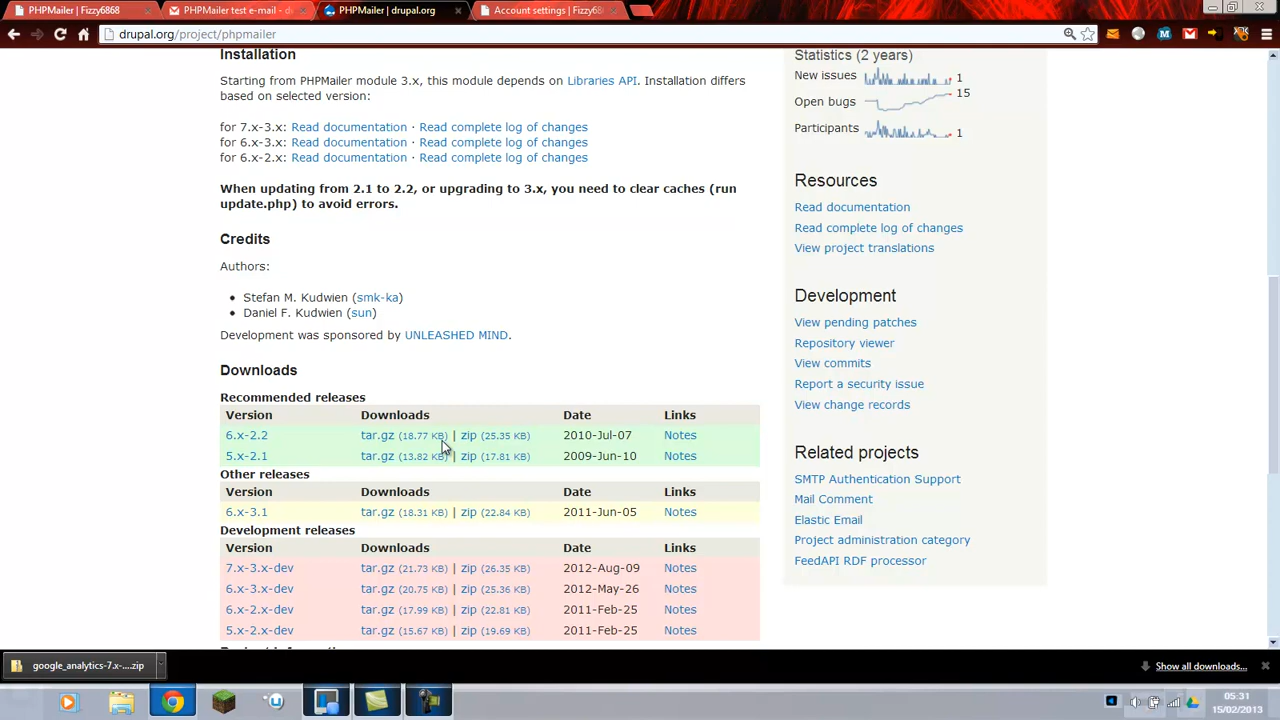 PHPMailer | Fizzy6868
PHPMailer test e-mail - d
PHPMailer | drupal.org
Account settings | Fizzy68
drupal.org/project/phpmailer
Installation
Starting from PHPMailer module 3.x, this module depends on Libraries API. Installation differs
based on selected version:
for 7.x-3.x: Read documentation · Read complete log of changes
for 6.x-3.x: Read documentation · Read complete log of changes
for 6.x-2.x: Read documentation · Read complete log of changes
When updating from 2.1 to 2.2, or upgrading to 3.x, you need to clear caches (run
update.php) to avoid errors.
Credits
Authors:
• Stefan M. Kudwien (smk-ka)
• Daniel F. Kudwien (sun)
Development was sponsored by UNLEASHED MIND.
Downloads
Recommended releases
Version Downloads Date Links
6.x-2.2 tar.gz (18.77 KB) | zip (25.35 KB) 2010-Jul-07 Notes
5.x-2.1 tar.gz (13.82 KB) | zip (17.81 KB) 2009-Jun-10 Notes
Other releases
Version Downloads Date Links
6.x-3.1 tar.gz (18.31 KB) | zip (22.84 KB) 2011-Jun-05 Notes
Development releases
Version Downloads Date Links
7.x-3.x-dev tar.gz (21.73 KB) | zip (26.35 KB) 2012-Aug-09 Notes
6.x-3.x-dev tar.gz (20.75 KB) | zip (25.36 KB) 2012-May-26 Notes
6.x-2.x-dev tar.gz (17.99 KB) | zip (22.81 KB) 2011-Feb-25 Notes
5.x-2.x-dev tar.gz (15.67 KB) | zip (19.69 KB) 2011-Feb-25 Notes
Statistics (2 years)
New issues 1
Open bugs 15
Participants 1
Resources
Read documentation
Read complete log of changes
View project translations
Development
View pending patches
Repository viewer
View commits
Report a security issue
View change records
Related projects
SMTP Authentication Support
Mail Comment
Elastic Email
Project administration category
FeedAPI RDF processor
google_analytics-7.x-....zip
Show all downloads...
05:31
15/02/2013